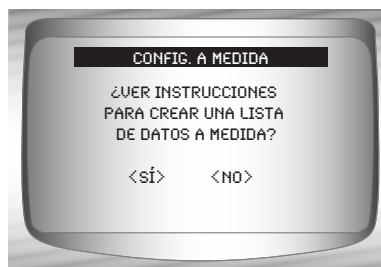 CONFIG. A MEDIDA
¿VER INSTRUCCIONES
PARA CREAR UNA LISTA
DE DATOS A MEDIDA?
<SÍ> <NO>